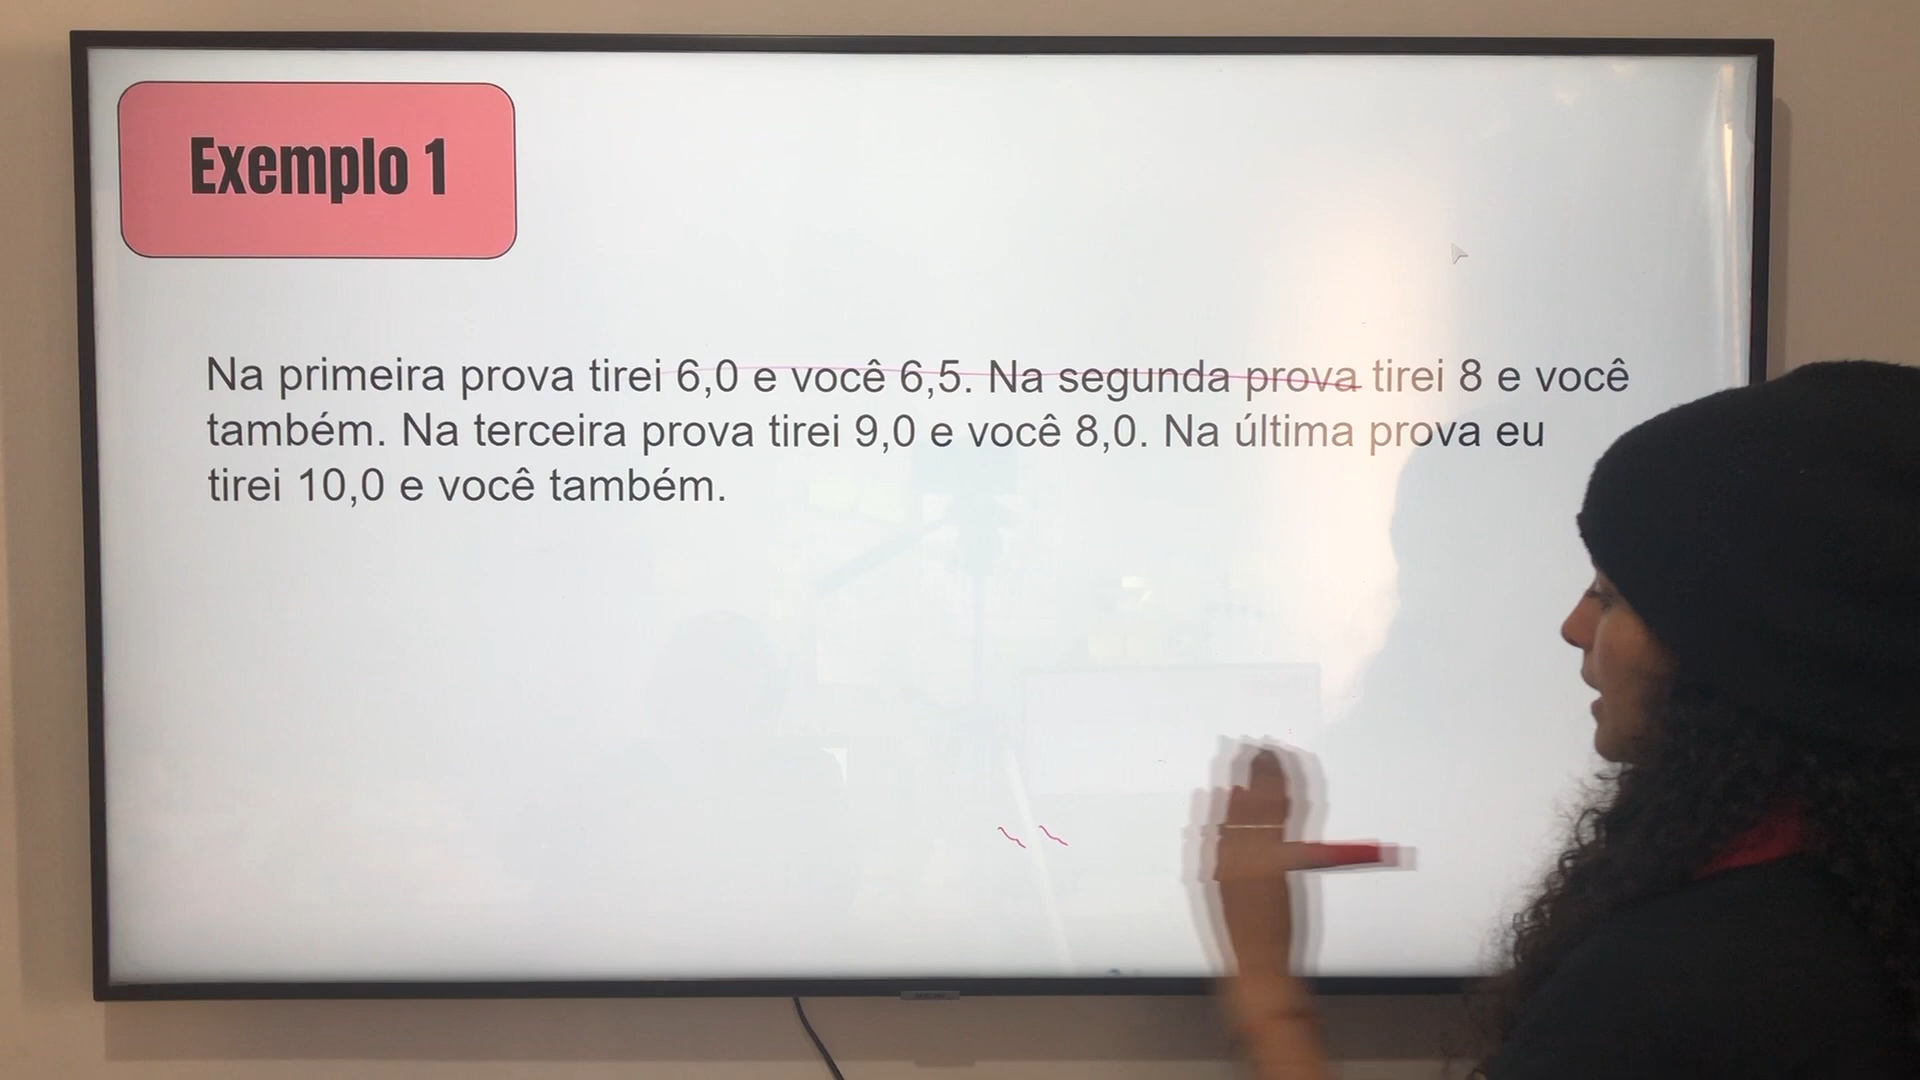 Exemplo 1
Na primeira prova tirei 6,0 e você 6,5. Na segunda prova tirei 8 e você
também. Na terceira prova tirei 9,0 e você 8,0. Na última prova eu
tirei 10,0 e você também.